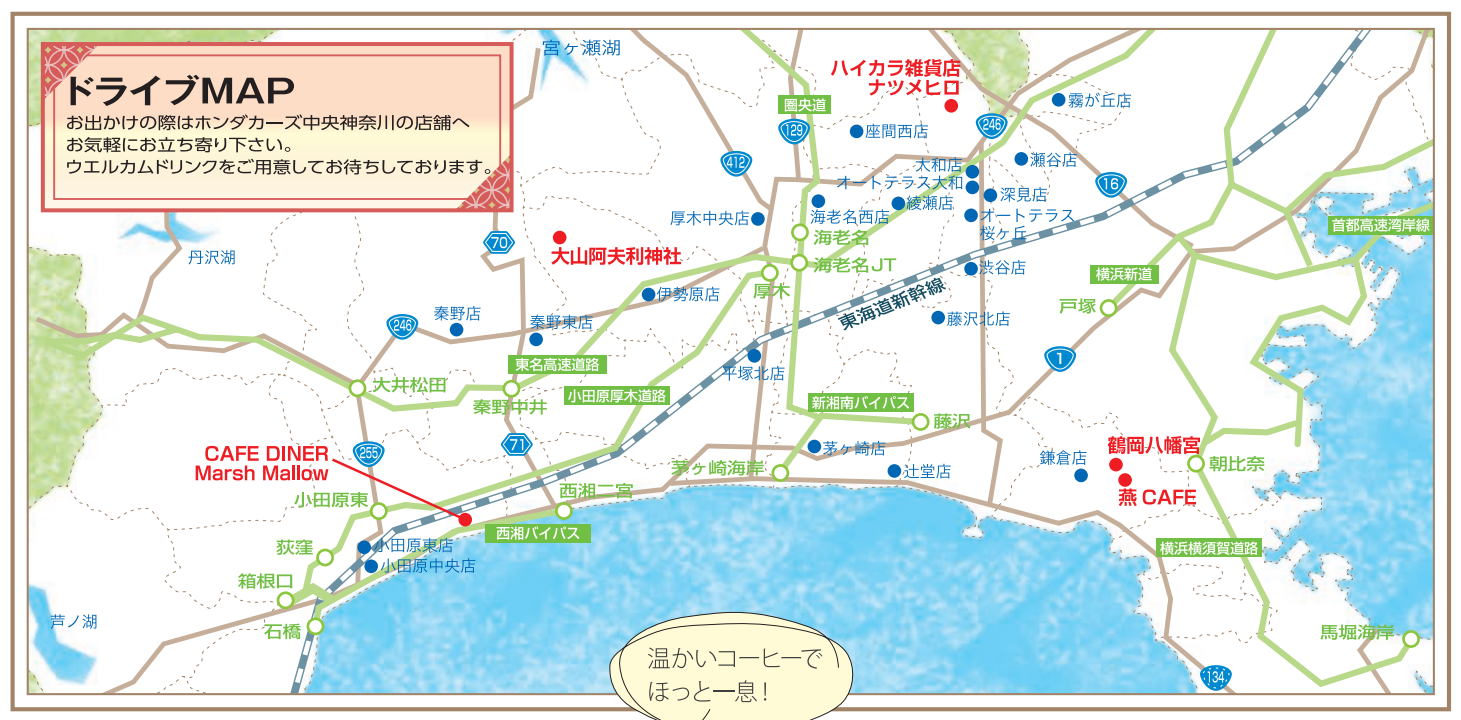 ドライブMAP
お出かけの際はホンダカーズ中央神奈川の店舗へ
お気軽にお立ち寄り下さい。
ウエルカムドリンクをご用意してお待ちしております。
宮ヶ瀬湖
ハイカラ雑貨店
ナツメヒロ
圏央道
霧が丘店
129
座間西店
246
412
大和店
瀬谷店
オートテラス大和
16
深見店
綾瀬店
厚木中央店
海老名西店
オートテラス
桜ヶ丘
首都高速湾岸線
70
海老名
丹沢湖
大山阿夫利神社
海老名JT
渋谷店
横浜新道
厚木
伊勢原店
東海道新幹線
戸塚
秦野店
246
秦野東店
藤沢北店
東名高速道路
1
平塚北店
大井松田
小田原厚木道路
秦野中井
新湘南バイパス
藤沢
71
255
CAFE DINER
Marsh Mallow
茅ヶ崎店
鶴岡八幡宮
鎌倉店
朝比奈
茅ヶ崎海岸
辻堂店
燕 CAFE
小田原東
西湘二宮
西湘バイパス
荻窪
小田原東店
小田原中央店
横浜横須賀道路
箱根口
芦ノ湖
石橋
馬堀海岸
134
温かいコーヒーで
ほっと一息！